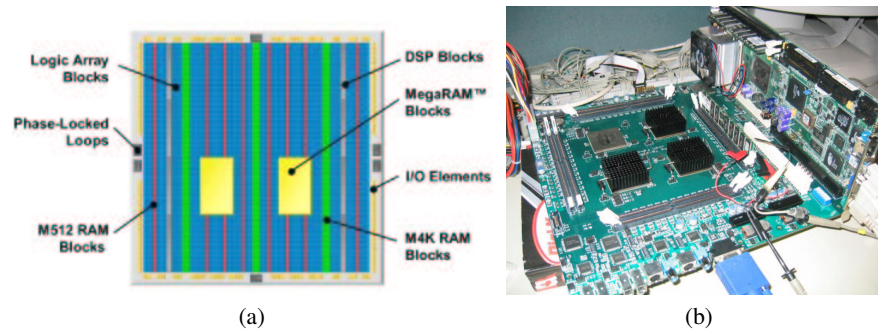 Logic Array
Blocks
Phase-Locked
Loops
M512 RAM
Blocks
DSP Blocks
MegaRAM™
Blocks
I/O Elements
M4K RAM
Blocks
(a)
(b)